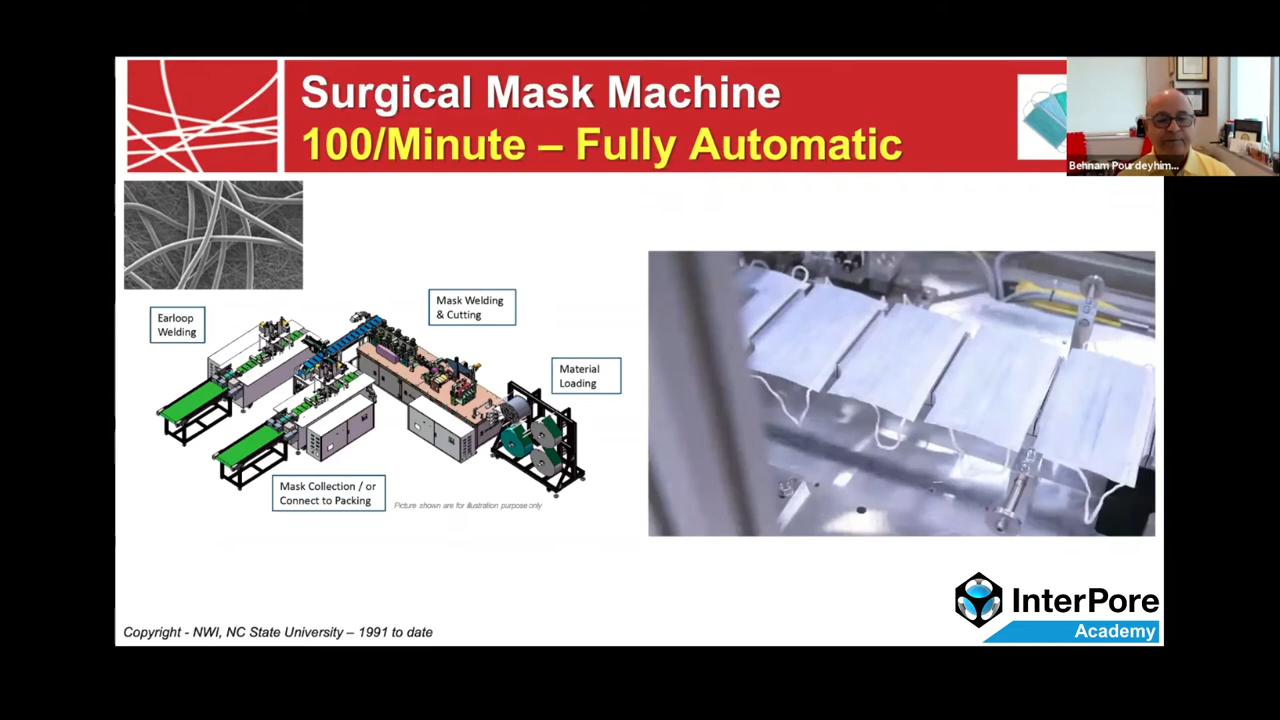 Surgical Mask Machine
100/Minute – Fully Automatic
Behnam Pourdeyhim...
Earloop
Welding
Mask Welding
& Cutting
Material
Loading
Mask Collection / or
Connect to Packing
Picture shown are for illustration purpose only
InterPore
Academy
Copyright - NWI, NC State University – 1991 to date